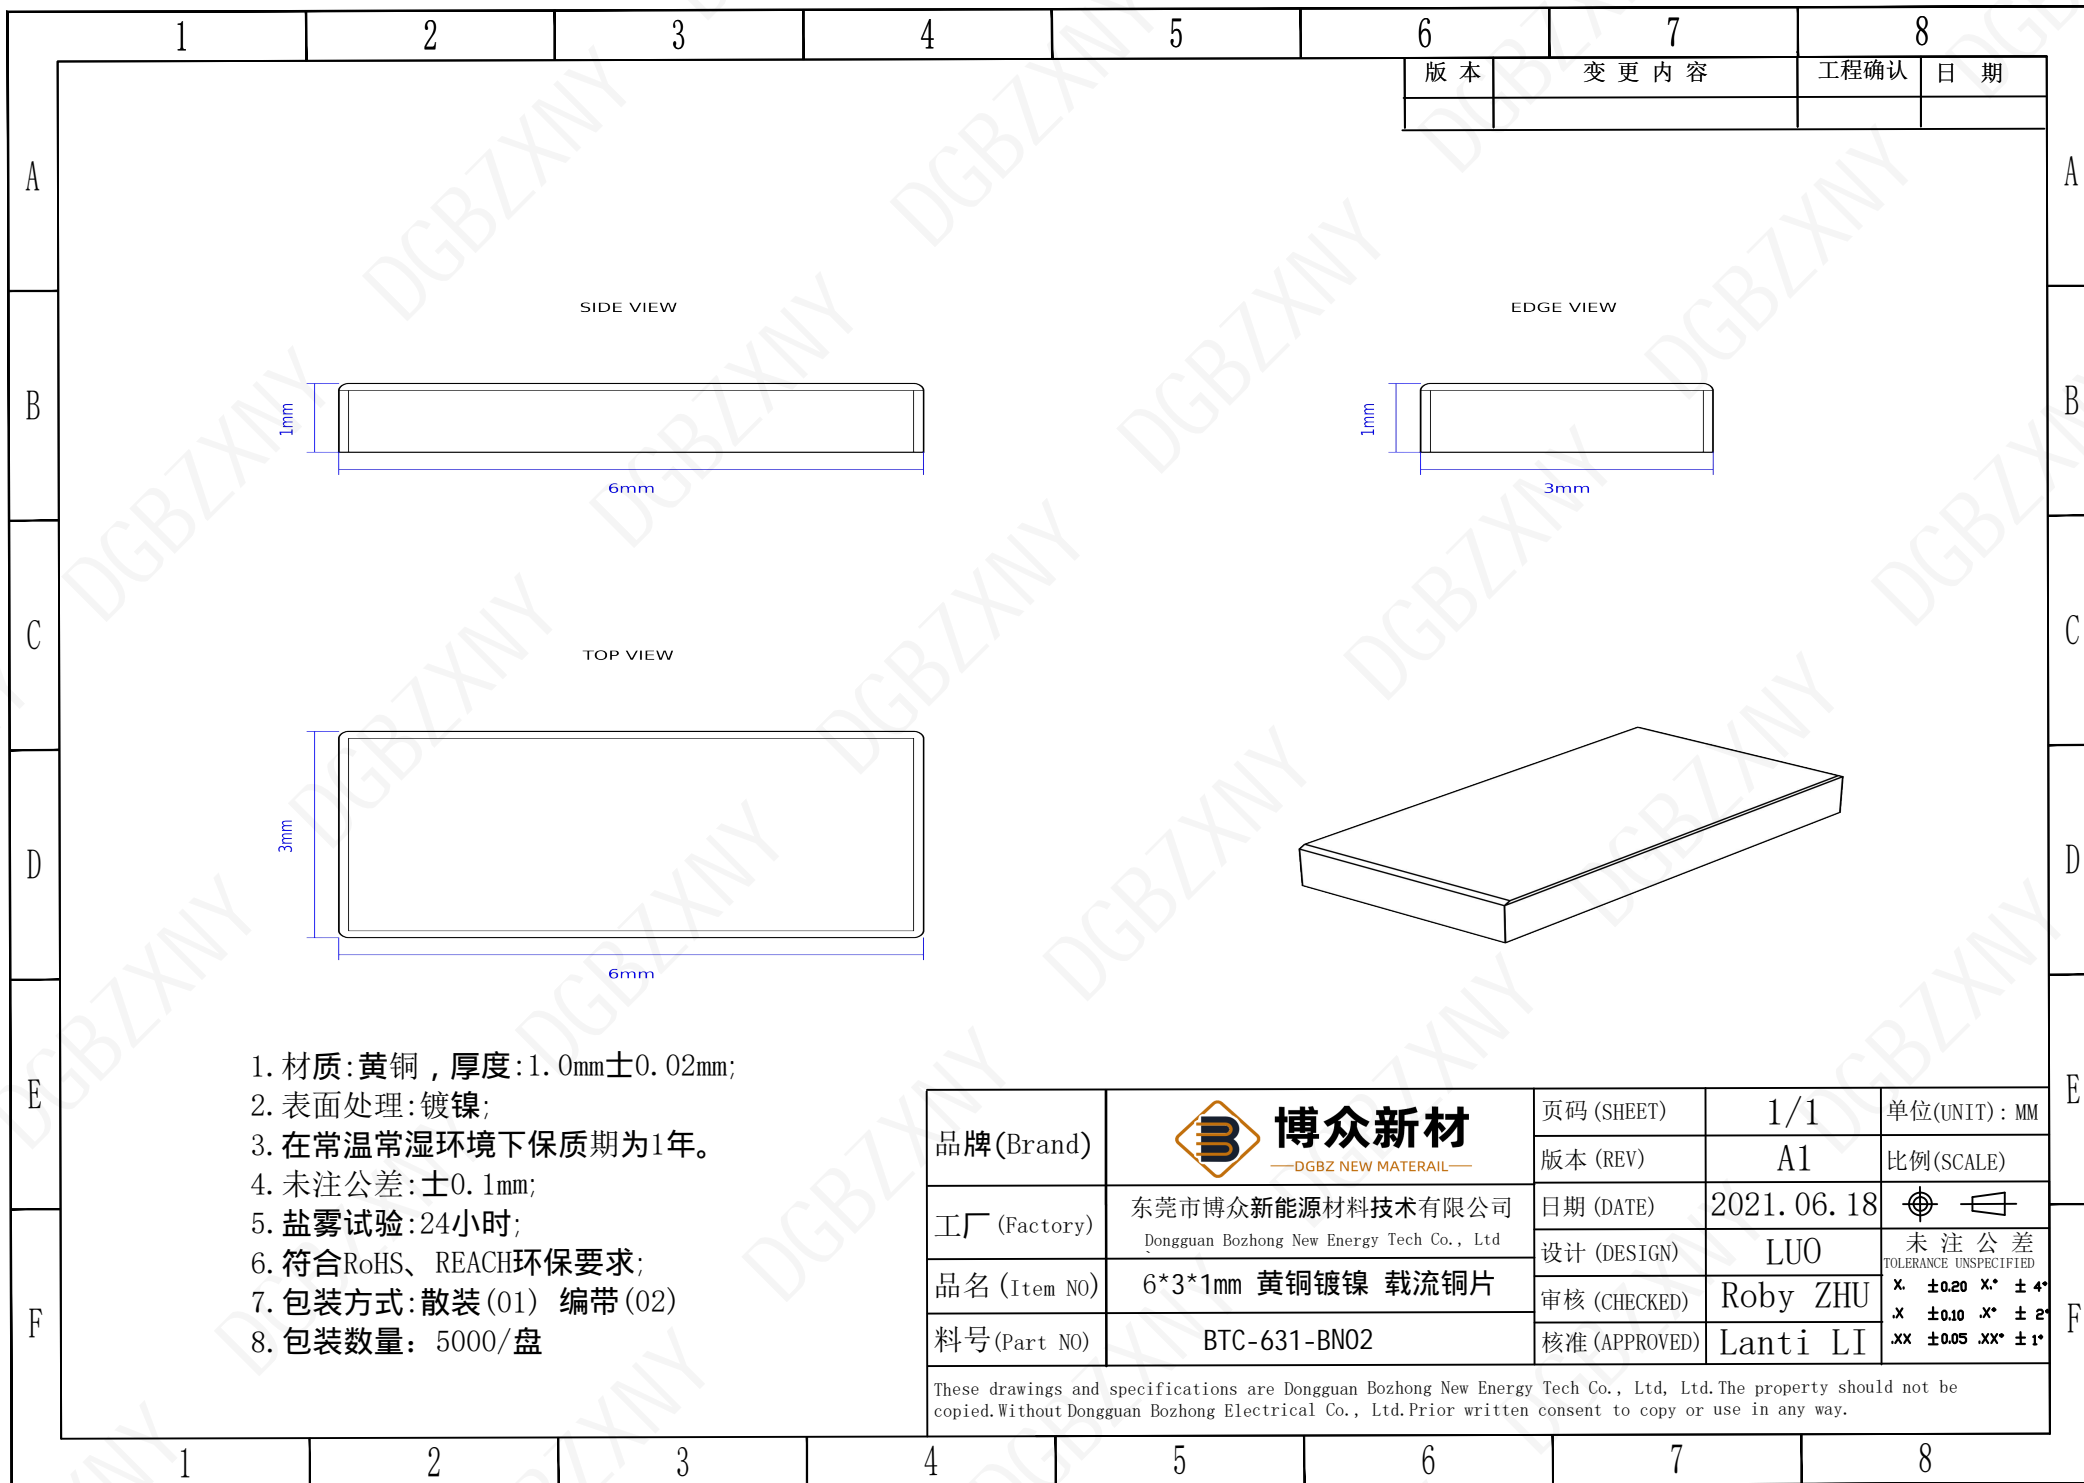 1 2 3 4 5 6 7 8
版本 变更内容 工程确认 日 期
A A
SIDE VIEW EDGE VIEW
B B
1mm 1mm
6mm 3mm
C C
TOP VIEW
D D
3mm
6mm
1.材质:黄铜，厚度:1.0mm士0.02mm;
2.表面处理:镀镍;
3.在常温常湿环境下保质期为1年。
4.未注公差:士0.1mm;
5.盐雾试验:24小时;
6.符合RoHS、REACH环保要求;
7.包装方式:散装(01) 编带(02)
8.包装数量：5000/盘
E E
F F
品牌(Brand) 博众新材
DGBZ NEW MATERAIL
工厂(Factory) 东莞市博众新能源材料技术有限公司
Dongguan Bozhong New Energy Tech Co., Ltd
品名(Item NO) 6*3*1mm 黄铜镀镍 载流铜片
料号(Part NO) BTC-631-BN02
页码(SHEET) 1/1 单位(UNIT): MM
版本(REV) A1 比例(SCALE)
日期(DATE) 2021.06.18
设计(DESIGN) LUO
审核(CHECKED) Roby ZHU
核准(APPROVED) Lanti LI
未注公差
TOLERANCE UNSPECIFIED
X. ±0.20 X.° ±4°
.X ±0.10 .X° ±2°
.XX ±0.05 .XX° ±1°
These drawings and specifications are Dongguan Bozhong New Energy Tech Co., Ltd, Ltd.The property should not be
copied.Without Dongguan Bozhong Electrical Co., Ltd.Prior written consent to copy or use in any way.
1 2 3 4 5 6 7 8
DGBZXNY